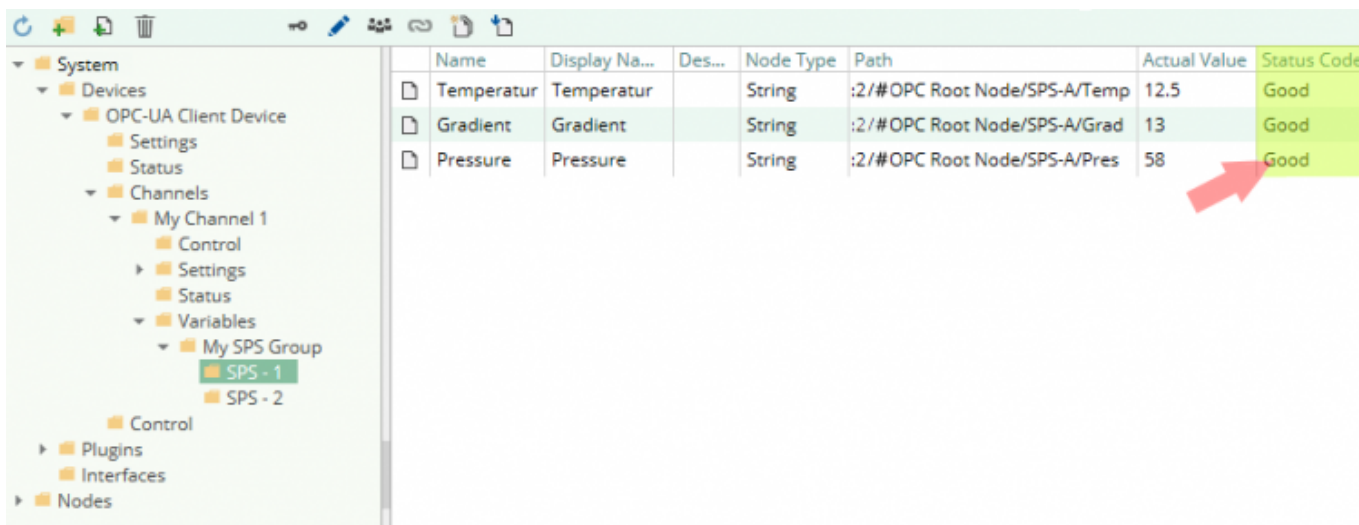 System
Devices
OPC-UA Client Device
Settings
Status
Channels
My Channel 1
Control
Settings
Status
Variables
My SPS Group
SPS - 1
SPS - 2
Control
Plugins
Interfaces
Nodes
Name Display Na... Des... Node Type Path Actual Value Status Code
Temperatur Temperatur String :2/#OPC Root Node/SPS-A/Temp 12.5 Good
Gradient Gradient String :2/#OPC Root Node/SPS-A/Grad 13 Good
Pressure Pressure String :2/#OPC Root Node/SPS-A/Pres 58 Good